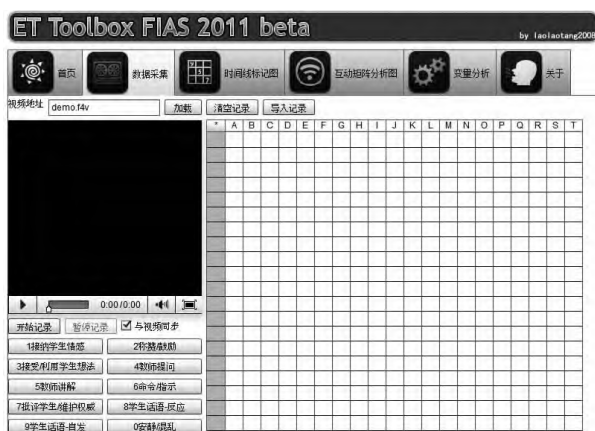 ET Toolbox FIAS 2011 beta
by laolaotang2008
首页 数据采集 时间线标记图 互动矩阵分析图 变量分析 关于
视频地址 demo.f4v 加载 清空记录 导入记录
* A B C D E F G H I J K L M N O P Q R S T
0:00/0:00
开始记录 暂停记录 与视频同步
1接纳学生情感 2称赞/鼓励
3接受/利用学生想法 4教师提问
5教师讲解 6命令/指示
7批评学生/维护权威 8学生话语-反应
9学生话语-自发 0安静/混乱